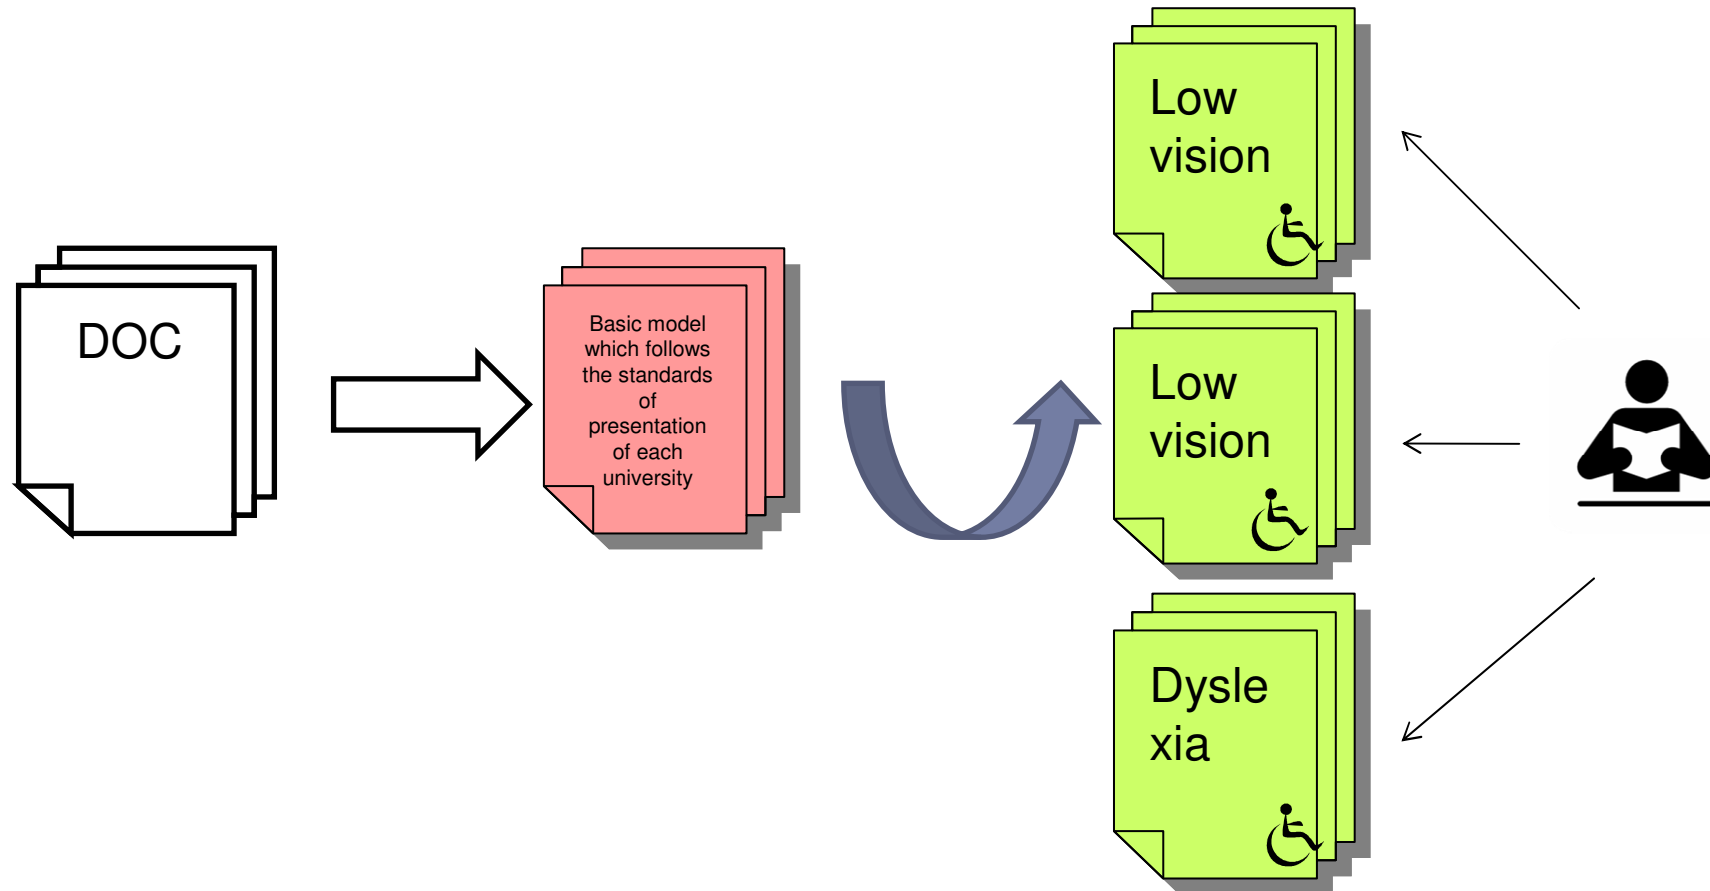 DOC
Basic model
which follows
the standards
of
presentation
of each
university
Low
vision
Low
vision
Dysle
xia